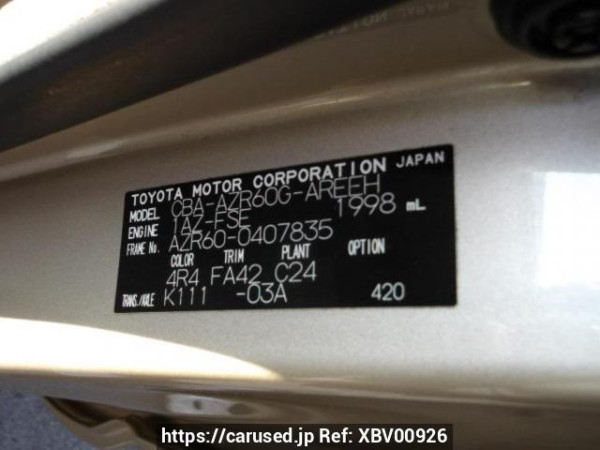 TOYOTA MOTOR CORPORATION JAPAN
MODEL CBA-AZR60G-AREEH
ENGINE 1AZ-FSE 1998 mL
FRAME No. AZR60-0407835
COLOR TRIM PLANT OPTION
4R4 FA42 C24
TRANS./AXLE K111 -03A 420
https://carused.jp Ref: XBV00926